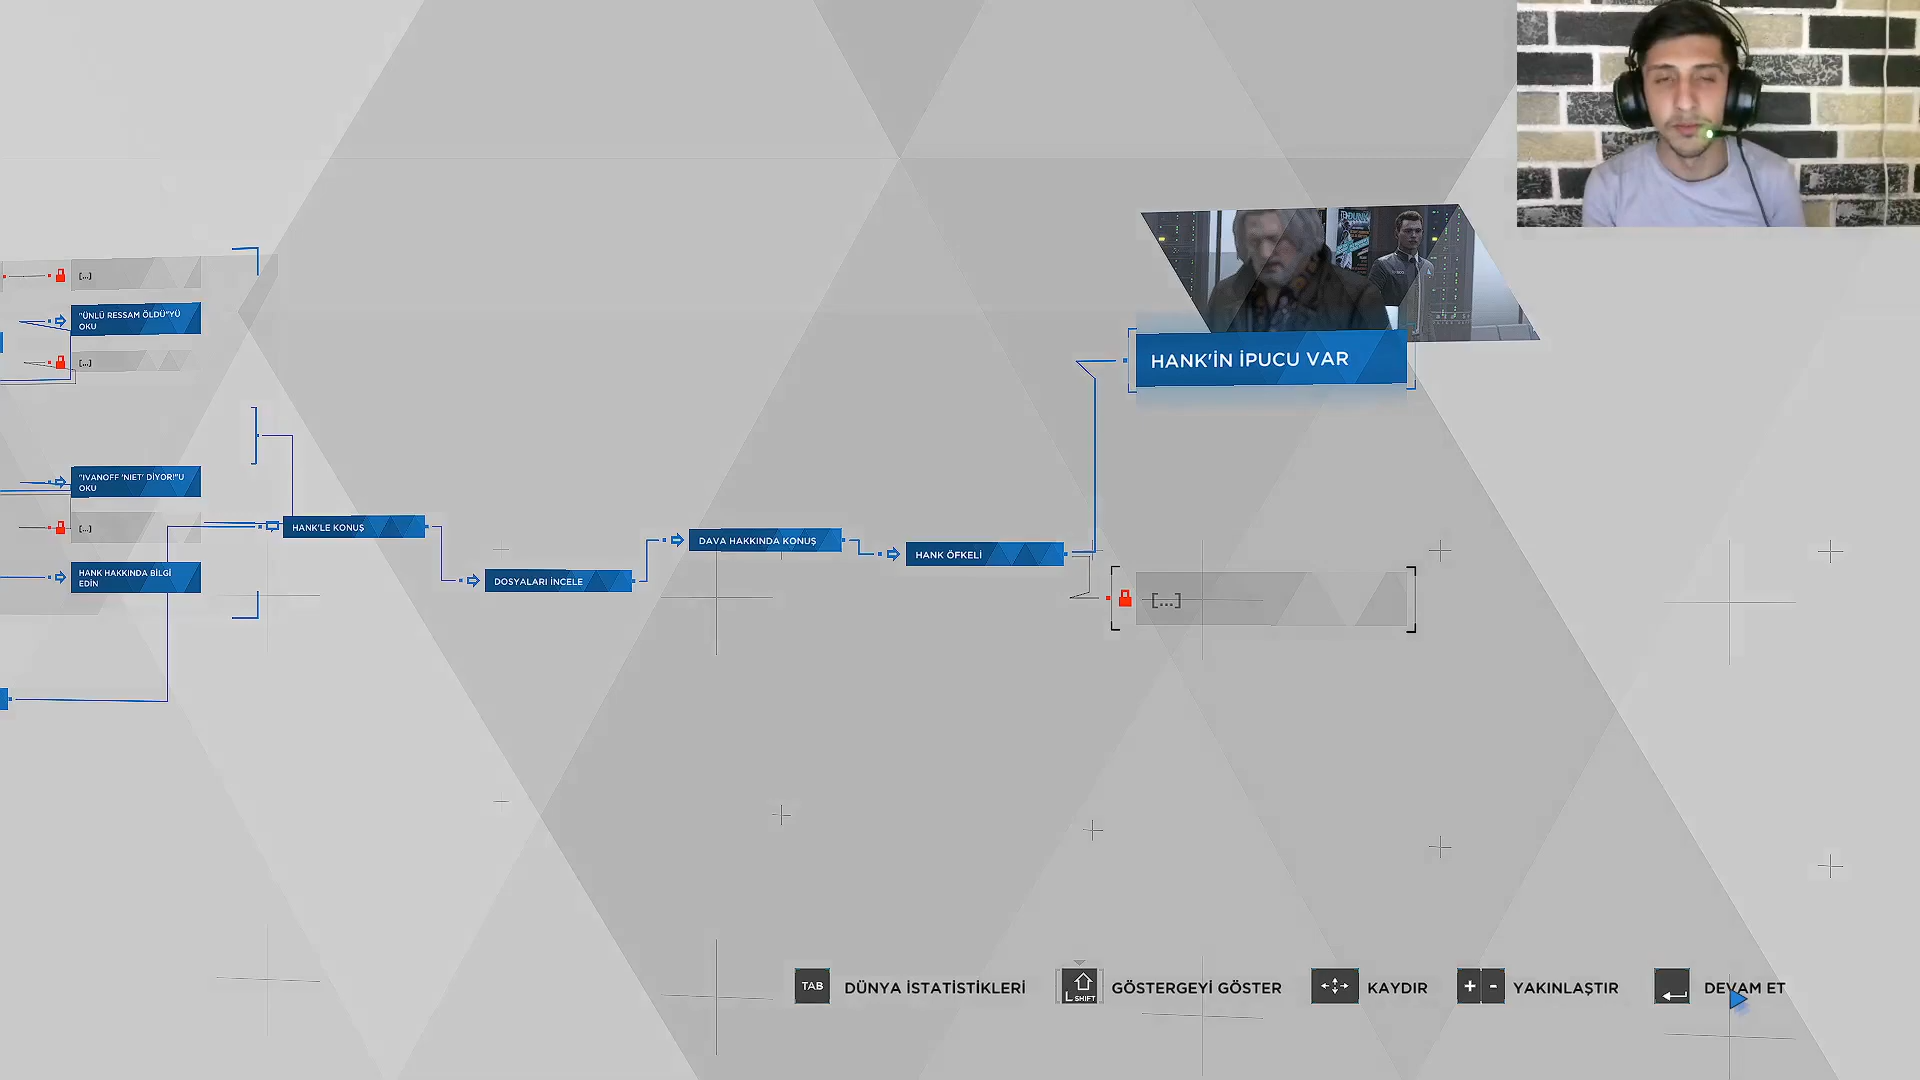 [...]
"ÜNLÜ RESSAM ÖLDÜ"YÜ
OKU
[...]
HANK'İN İPUCU VAR
"IVANOFF 'NIET' DİYOR!"U
OKU
[...]
HANK'LE KONUŞ
DAVA HAKKINDA KONUŞ
HANK ÖFKELİ
HANK HAKKINDA BİLGİ
EDİN
DOSYALARI İNCELE
[...]
TAB DÜNYA İSTATİSTİKLERİ
L SHIFT GÖSTERGEYİ GÖSTER
KAYDIR
+ - YAKINLAŞTIR
DEVAM ET